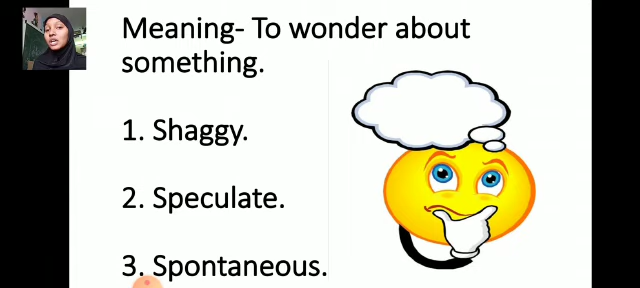 Meaning- To wonder about
something.
1. Shaggy.
2. Speculate.
3. Spontaneous.